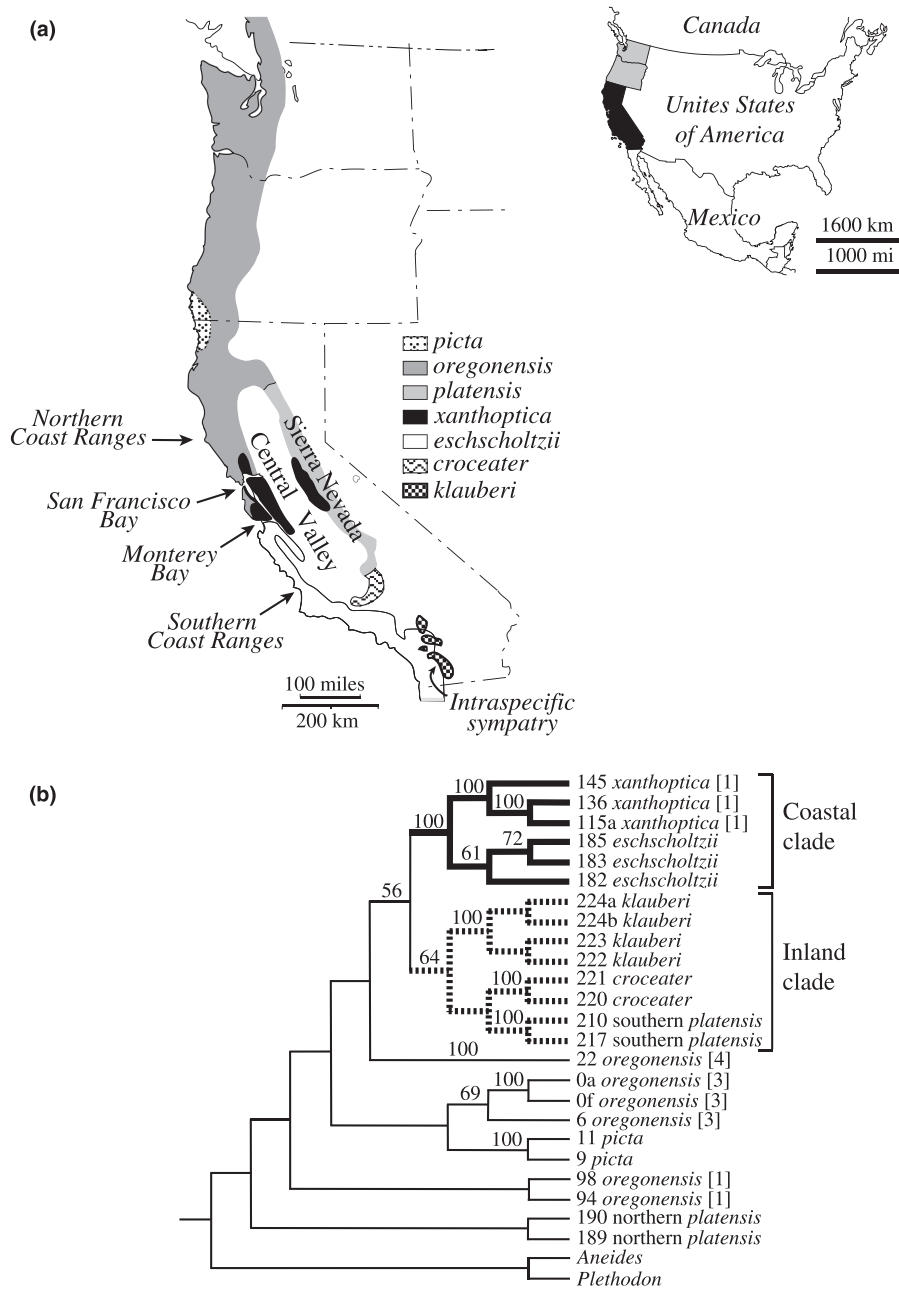 (a)
Canada
Unites States
of America
Mexico
1600 km
1000 mi
picta
oregonensis
platensis
xanthoptica
eschscholtzii
croceater
klauberi
Northern
Coast Ranges
San Francisco
Bay
Monterey
Bay
Southern
Coast Ranges
Central
Valley
Sierra Nevada
100 miles
200 km
Intraspecific
sympatry
(b)
100
100
100
72
61
56
100
64
100
100
100
100
69
100
145 xanthoptica [1]
136 xanthoptica [1]
115a xanthoptica [1]
185 eschscholtzii
183 eschscholtzii
182 eschscholtzii
224a klauberi
224b klauberi
223 klauberi
222 klauberi
221 croceater
220 croceater
210 southern platensis
217 southern platensis
22 oregonensis [4]
0a oregonensis [3]
0f oregonensis [3]
6 oregonensis [3]
11 picta
9 picta
98 oregonensis [1]
94 oregonensis [1]
190 northern platensis
189 northern platensis
Aneides
Plethodon
Coastal
clade
Inland
clade